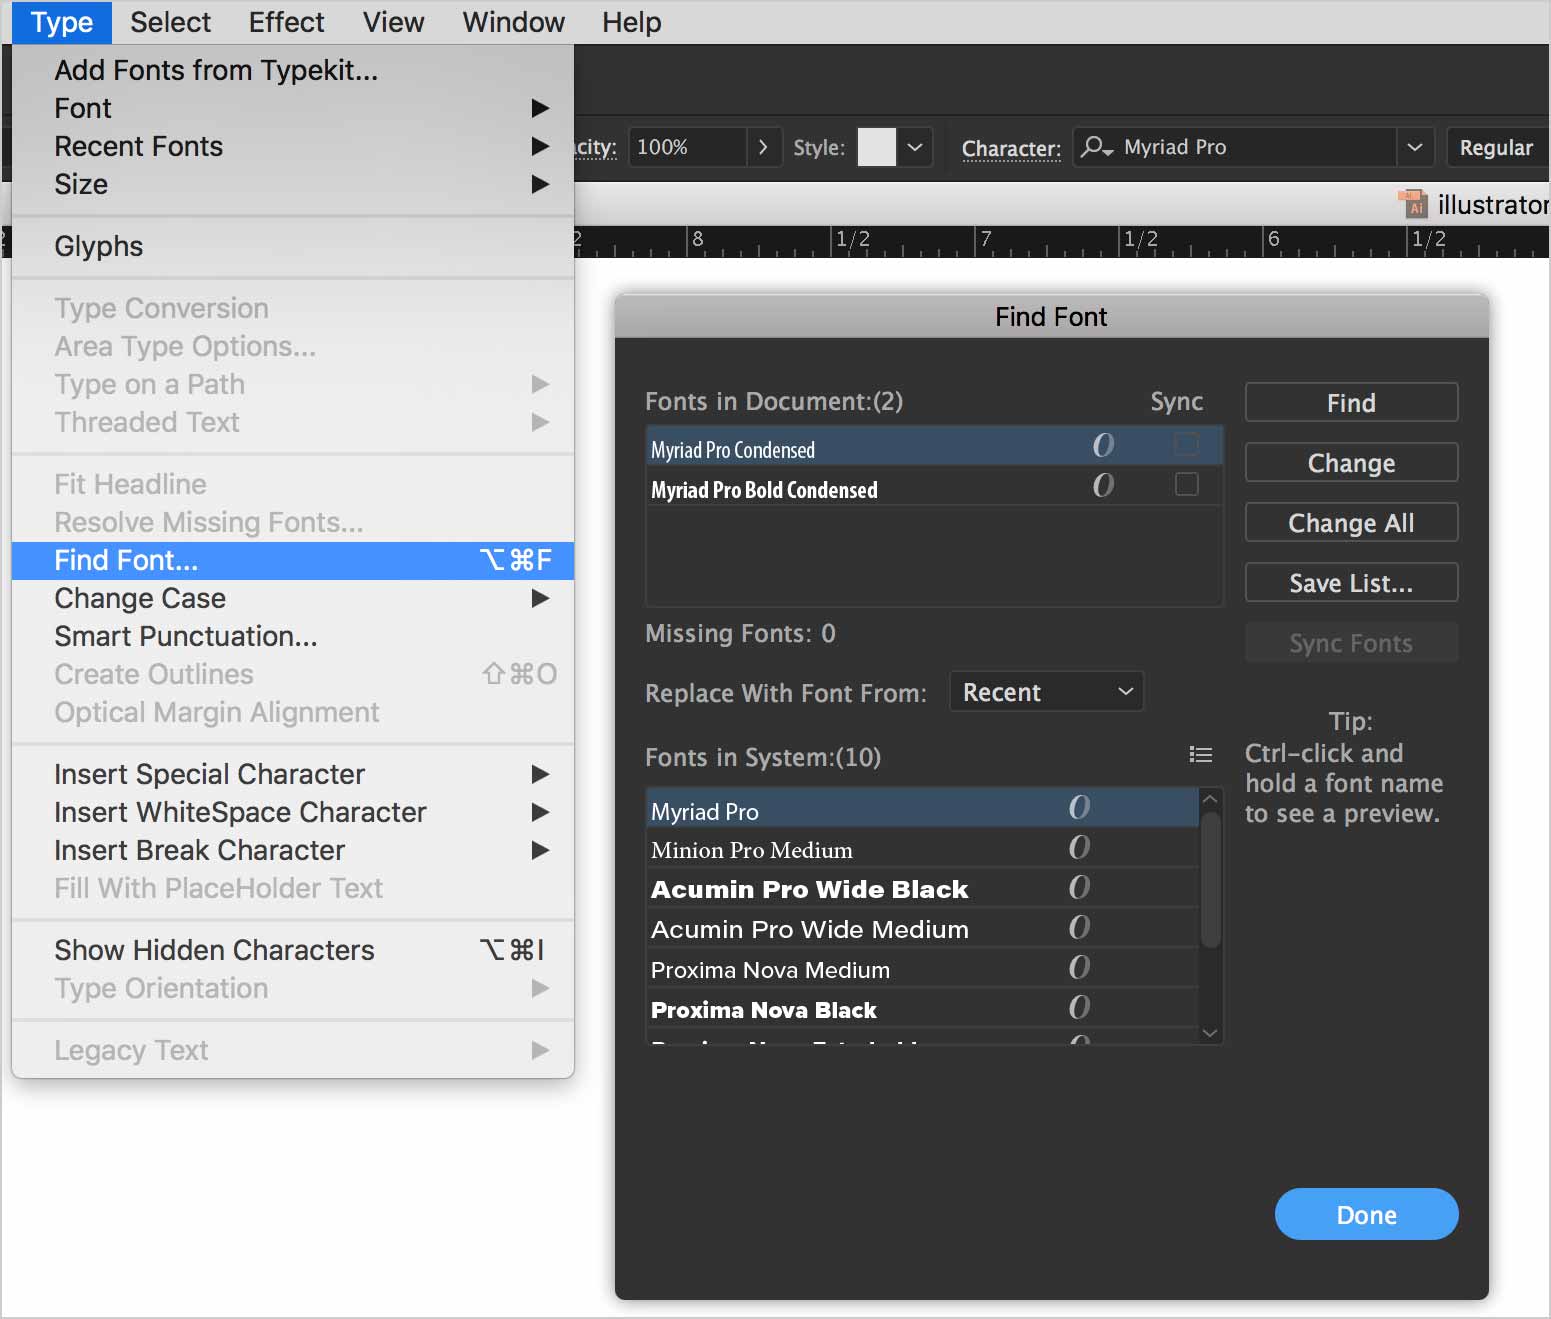 Type Select Effect View Window Help
Add Fonts from Typekit...
Font
Recent Fonts
Size
Glyphs
Type Conversion
Area Type Options...
Type on a Path
Threaded Text
Fit Headline
Resolve Missing Fonts...
Find Font... ⌥⌘F
Change Case
Smart Punctuation...
Create Outlines ⇧⌘O
Optical Margin Alignment
Insert Special Character
Insert WhiteSpace Character
Insert Break Character
Fill With PlaceHolder Text
Show Hidden Characters ⌥⌘I
Type Orientation
Legacy Text
acity: 100% Style: Character: Myriad Pro Regular
Ai illustrator
2 8 1/2 7 1/2 6 1/2
Find Font
Fonts in Document:(2) Sync
Myriad Pro Condensed
Myriad Pro Bold Condensed
Missing Fonts: 0
Replace With Font From: Recent
Fonts in System:(10)
Myriad Pro
Minion Pro Medium
Acumin Pro Wide Black
Acumin Pro Wide Medium
Proxima Nova Medium
Proxima Nova Black
Find
Change
Change All
Save List...
Sync Fonts
Tip:
Ctrl-click and
hold a font name
to see a preview.
Done